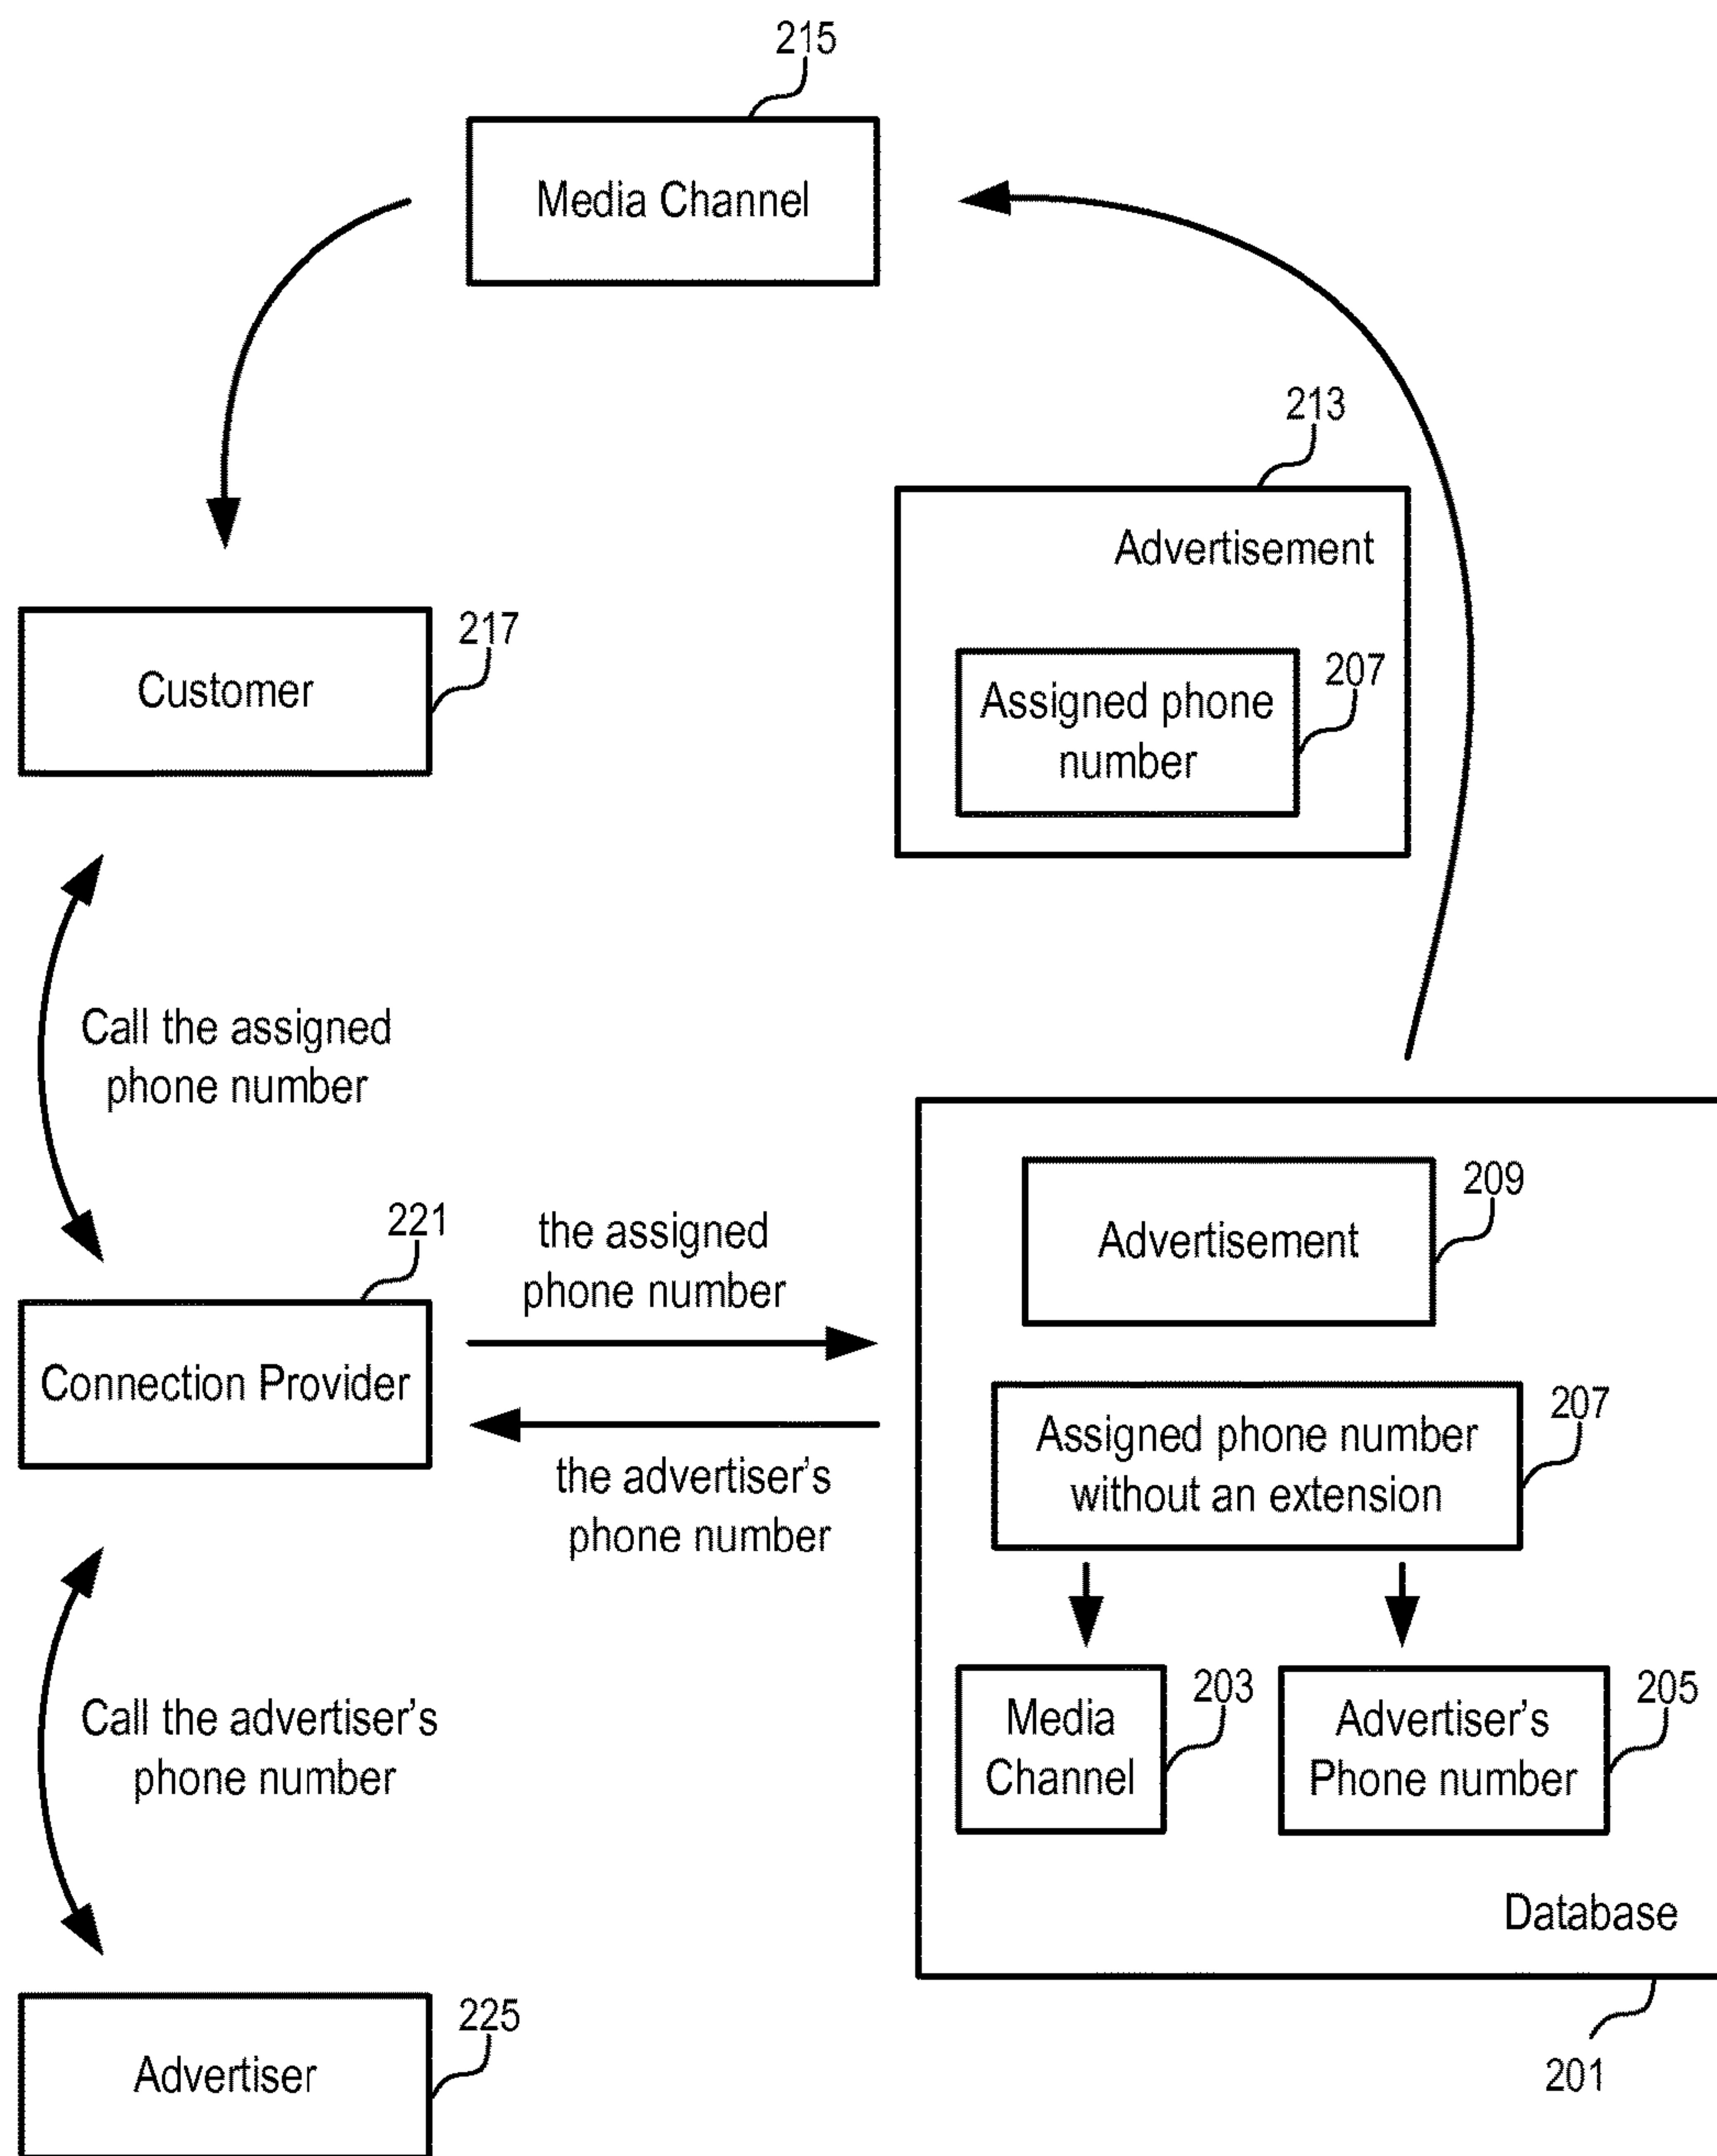 215
Media Channel
213
Advertisement
207
Assigned phone
number
217
Customer
Call the assigned
phone number
221
Connection Provider
the assigned
phone number
the advertiser's
phone number
209
Advertisement
207
Assigned phone number
without an extension
203
Media
Channel
205
Advertiser's
Phone number
Database
201
Call the advertiser's
phone number
225
Advertiser